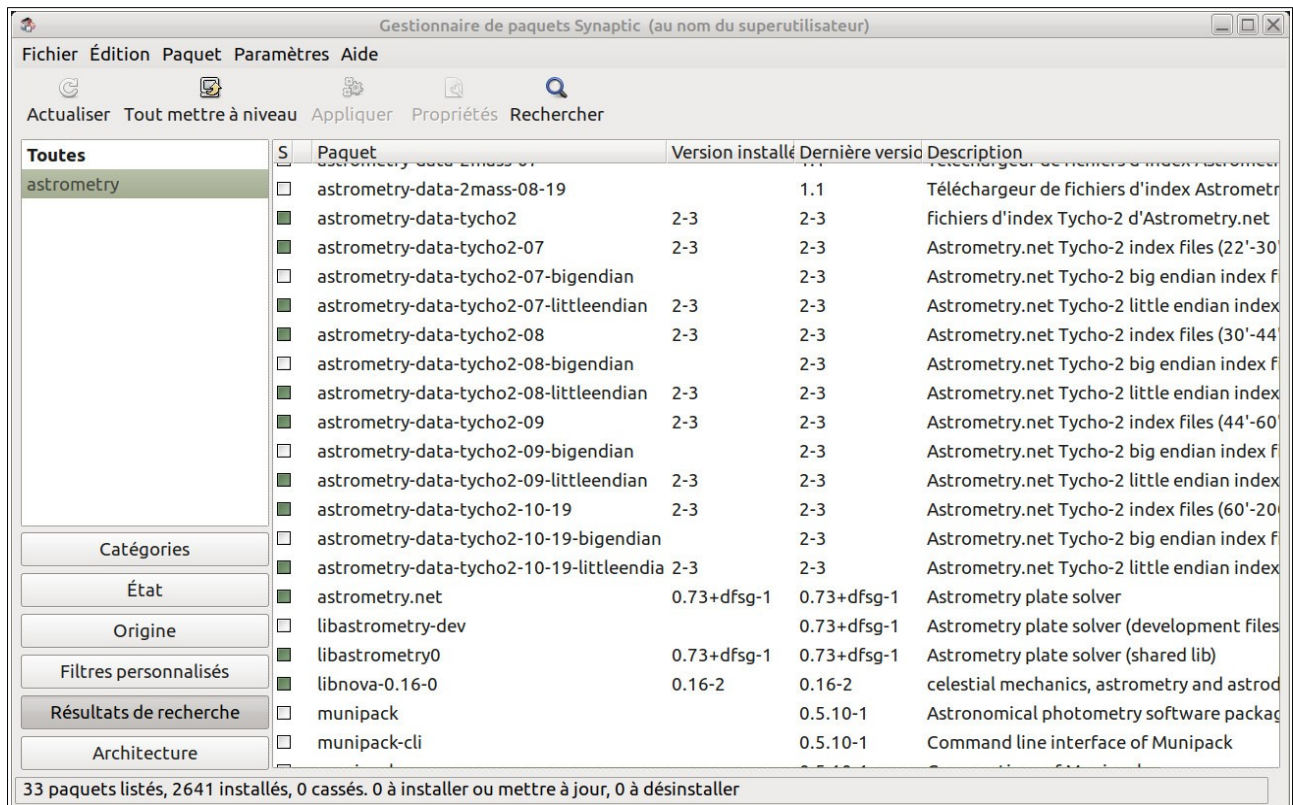 Gestionnaire de paquets Synaptic (au nom du superutilisateur)
Fichier Édition Paquet Paramètres Aide
Actualiser Tout mettre à niveau Appliquer Propriétés Rechercher
Toutes
astrometry
S Paquet Version installé Dernière versio Description
astrometry-data-2mass-08-19 1.1 Téléchargeur de fichiers d'index Astrometr
astrometry-data-tycho2 2-3 2-3 fichiers d'index Tycho-2 d'Astrometry.net
astrometry-data-tycho2-07 2-3 2-3 Astrometry.net Tycho-2 index files (22'-30'
astrometry-data-tycho2-07-bigendian 2-3 Astrometry.net Tycho-2 big endian index fi
astrometry-data-tycho2-07-littleendian 2-3 2-3 Astrometry.net Tycho-2 little endian index
astrometry-data-tycho2-08 2-3 2-3 Astrometry.net Tycho-2 index files (30'-44'
astrometry-data-tycho2-08-bigendian 2-3 Astrometry.net Tycho-2 big endian index fi
astrometry-data-tycho2-08-littleendian 2-3 2-3 Astrometry.net Tycho-2 little endian index
astrometry-data-tycho2-09 2-3 2-3 Astrometry.net Tycho-2 index files (44'-60'
astrometry-data-tycho2-09-bigendian 2-3 Astrometry.net Tycho-2 big endian index fi
astrometry-data-tycho2-09-littleendian 2-3 2-3 Astrometry.net Tycho-2 little endian index
astrometry-data-tycho2-10-19 2-3 2-3 Astrometry.net Tycho-2 index files (60'-200
astrometry-data-tycho2-10-19-bigendian 2-3 Astrometry.net Tycho-2 big endian index fi
astrometry-data-tycho2-10-19-littleendia 2-3 2-3 Astrometry.net Tycho-2 little endian index
astrometry.net 0.73+dfsg-1 0.73+dfsg-1 Astrometry plate solver
libastrometry-dev 0.73+dfsg-1 Astrometry plate solver (development files
libastrometry0 0.73+dfsg-1 0.73+dfsg-1 Astrometry plate solver (shared lib)
libnova-0.16-0 0.16-2 0.16-2 celestial mechanics, astrometry and astrod
munipack 0.5.10-1 Astronomical photometry software packag
munipack-cli 0.5.10-1 Command line interface of Munipack
Catégories
État
Origine
Filtres personnalisés
Résultats de recherche
Architecture
33 paquets listés, 2641 installés, 0 cassés. 0 à installer ou mettre à jour, 0 à désinstaller